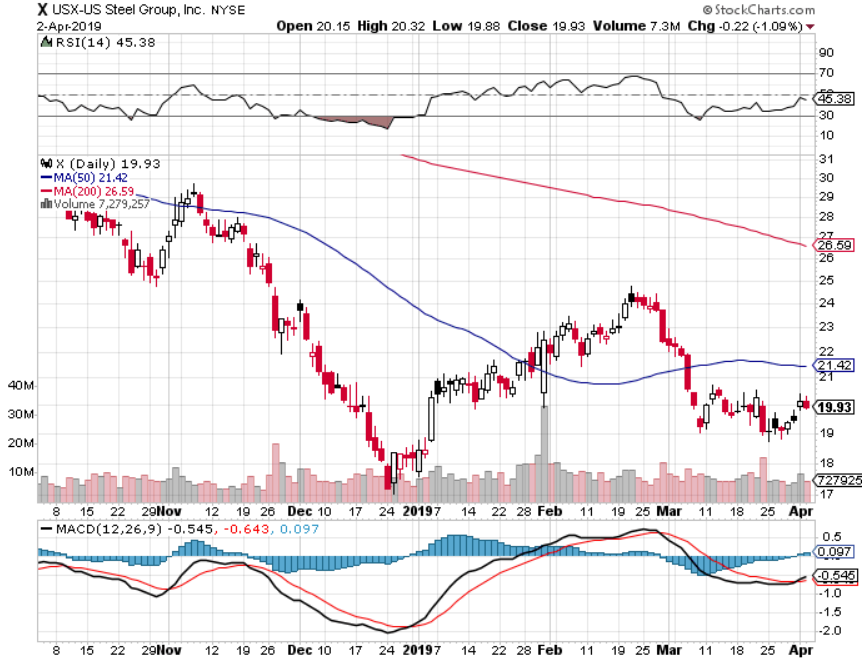 X USX-US Steel Group, Inc. NYSE © StockCharts.com
2-Apr-2019 Open 20.15 High 20.32 Low 19.88 Close 19.93 Volume 7.3M Chg -0.22 (-1.09%)
RSI(14) 45.38
90
70
45.38
30
10
X (Daily) 19.93
MA(50) 21.42
MA(200) 26.59
Volume 7,279,257
31
30
29
28
27
26.59
26
25
24
23
22
21.42
21
19.93
19
18
17
40M
30M
20M
10M
727925
8 15 22 29 Nov 12 19 26 Dec 10 17 24 2019 7 14 22 28 Feb 11 19 25 Mar 11 18 25 Apr
MACD(12,26,9) -0.545, -0.643, 0.097
0.5
0.097
-0.545
-1.0
-1.5
-2.0
8 15 22 29 Nov 12 19 26 Dec 10 17 24 2019 7 14 22 28 Feb 11 19 25 Mar 11 18 25 Apr